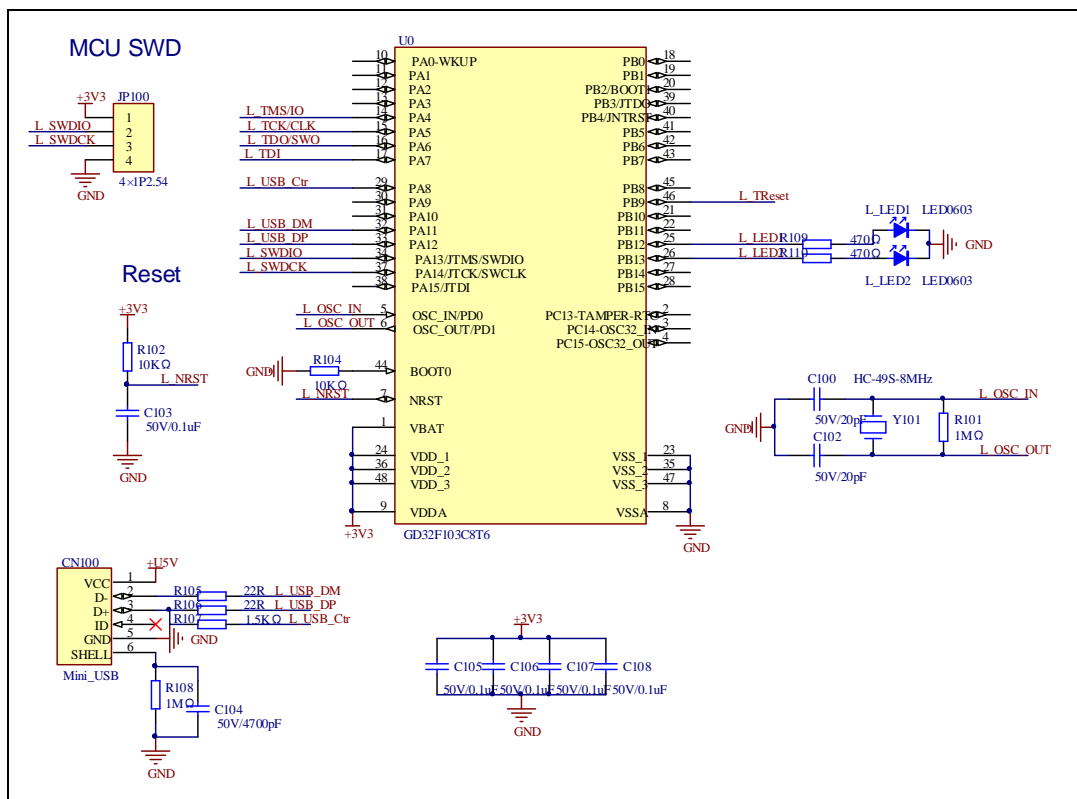 MCU SWD
+3V3
JP100
1
L_SWDIO 2
L_SWDCK 3
4
GND
4×1P2.54
Reset
+3V3
R102
10KΩ
L_NRST
C103
50V/0.1uF
GND
U0
10 PA0-WKUP
11 PA1
12 PA2
13 PA3
L_TMS/IO 14 PA4
L_TCK/CLK 15 PA5
L_TDO/SWO 16 PA6
L_TDI 17 PA7
L_USB_Ctr 29 PA8
30 PA9
31 PA10
L_USB_DM 32 PA11
L_USB_DP 33 PA12
L_SWDIO 34 PA13/JTMS/SWDIO
L_SWDCK 37 PA14/JTCK/SWCLK
38 PA15/JTDI
L_OSC_IN 5 OSC_IN/PD0
L_OSC_OUT 6 OSC_OUT/PD1
GND R104 10KΩ 44 BOOT0
L_NRST 7 NRST
1 VBAT
24 VDD_1
36 VDD_2
48 VDD_3
9 VDDA
+3V3
GD32F103C8T6
PB0 18
PB1 19
PB2/BOOT1 20
PB3/JTDO 39
PB4/JNTRST 40
PB5 41
PB6 42
PB7 43
PB8 45
PB9 46 L_TReset
PB10 21
PB11 22
PB12 25 L_LED1 R109 470Ω
PB13 26 L_LED2 R110 470Ω
PB14 27
PB15 28
PC13-TAMPER-RTC 2
PC14-OSC32_IN 3
PC15-OSC32_OUT 4
VSS_1 23
VSS_2 35
VSS_3 47
VSSA 8
GND
L_LED1 LED0603
GND
L_LED2 LED0603
C100 HC-49S-8MHz L_OSC_IN
50V/20pF
GND
Y101
R101
1MΩ
C102
50V/20pF
L_OSC_OUT
CN100
+U5V
VCC 1
D- 2 R105 22R L_USB_DM
D+ 3 R106 22R L_USB_DP
ID 4 R107 1.5KΩ L_USB_Ctr
GND 5 GND
SHELL 6
Mini_USB
R108
1MΩ
C104
50V/4700pF
GND
+3V3
C105 C106 C107 C108
50V/0.1uF 50V/0.1uF 50V/0.1uF 50V/0.1uF
GND